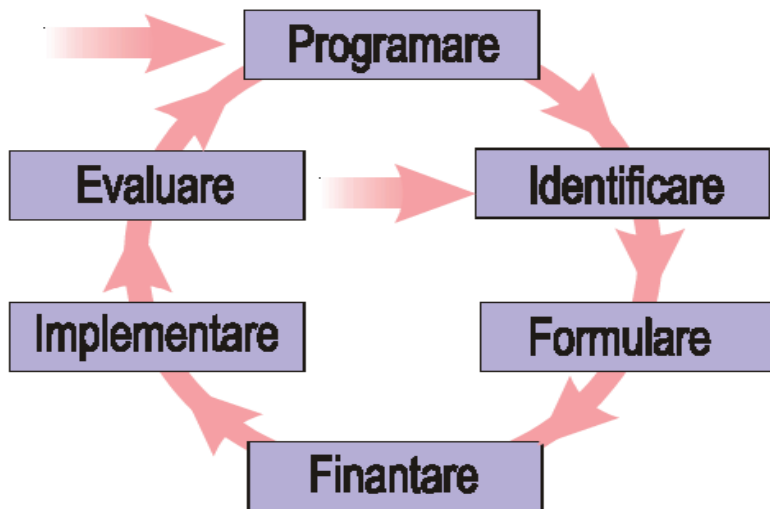 Programare
Evaluare
Identificare
Implementare
Formulare
Finantare